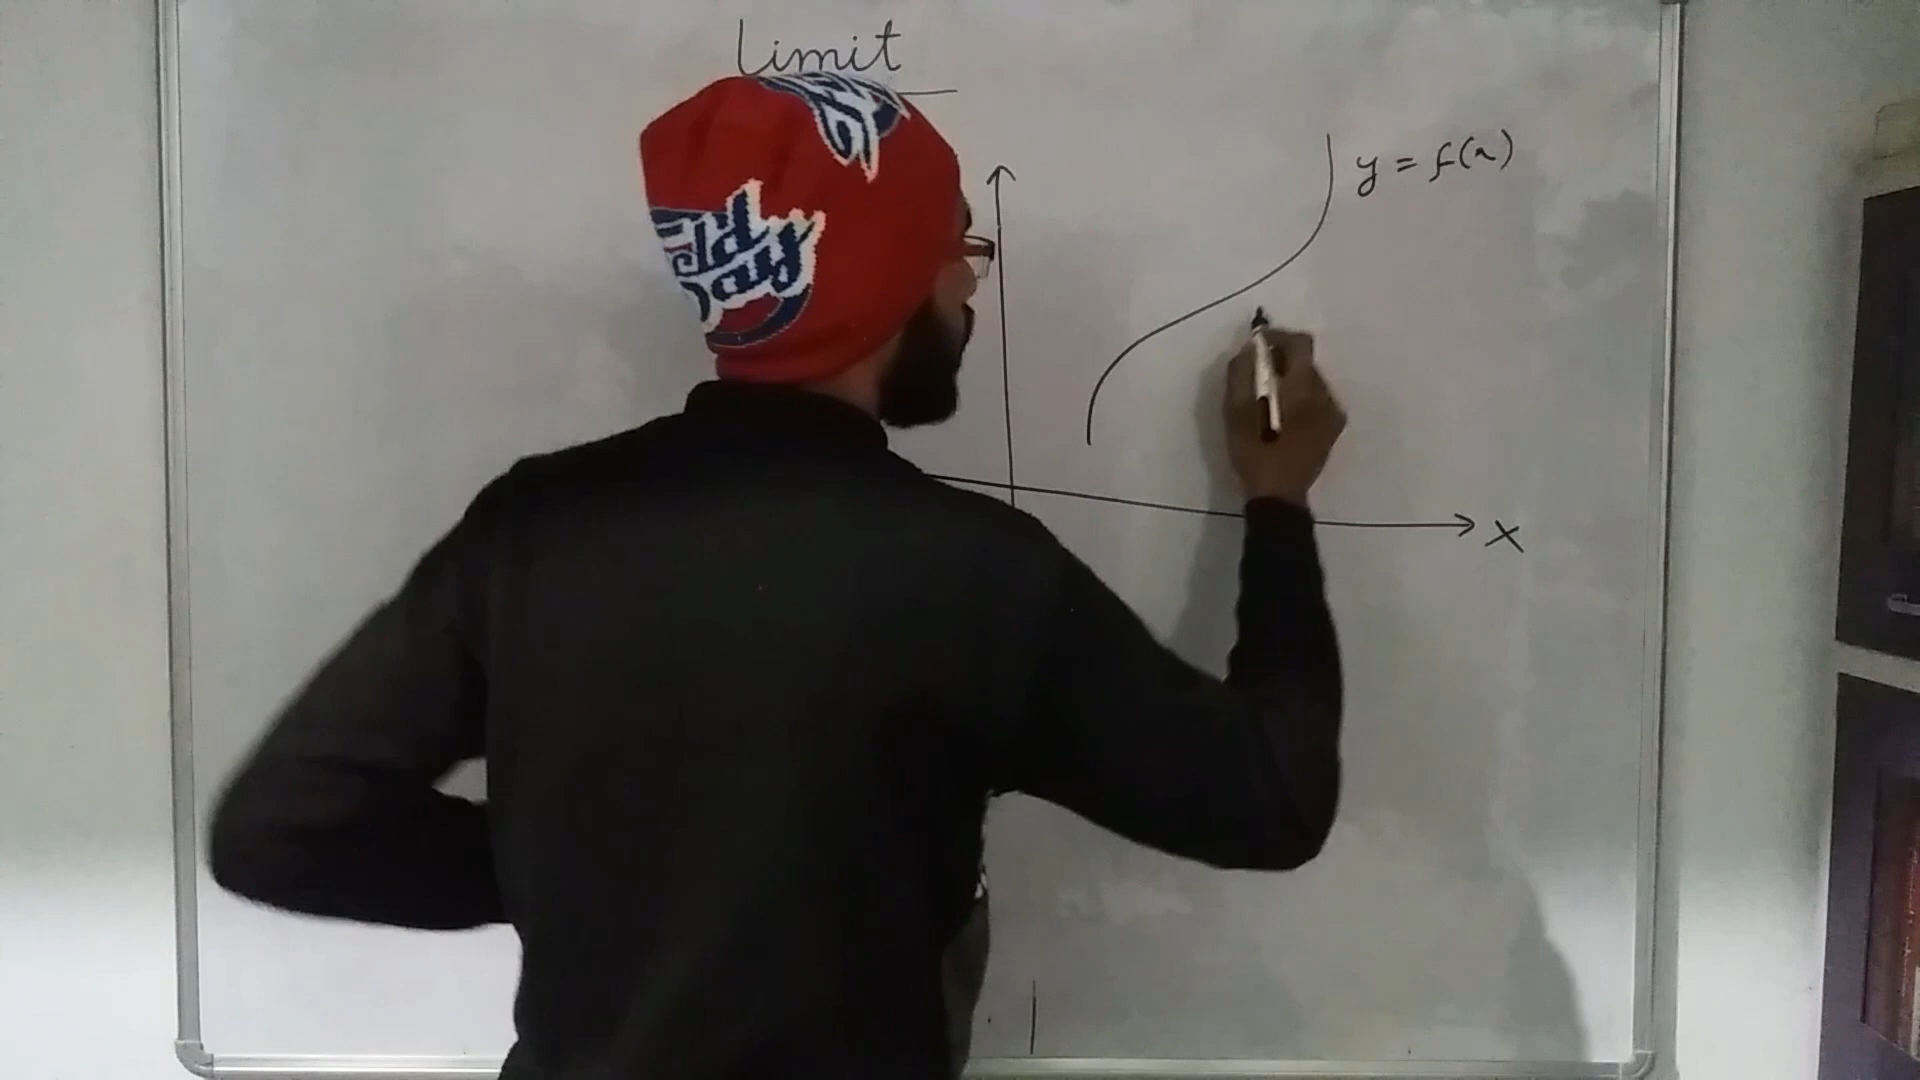 Limit
y = f(x)
X